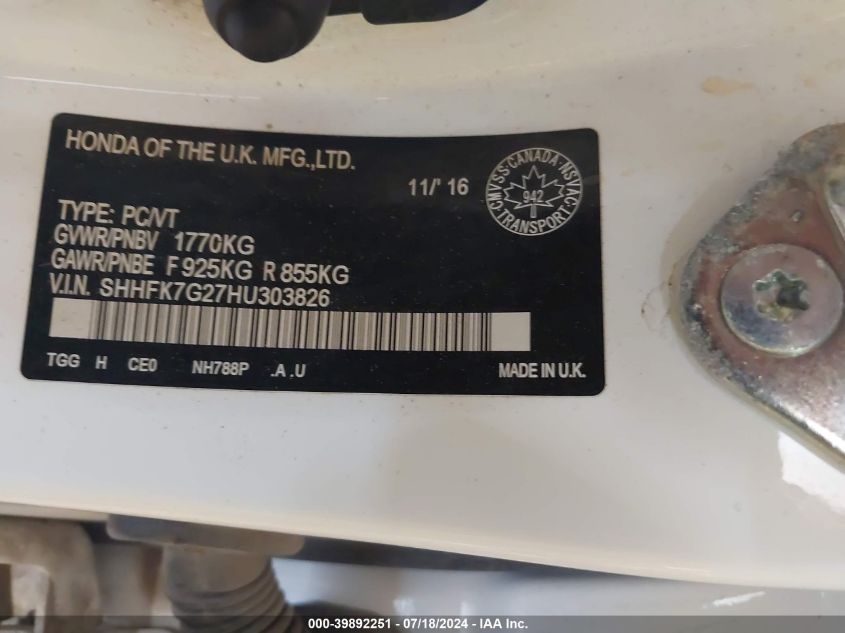 HONDA OF THE U.K. MFG.,LTD.
11/' 16
CMVSS·CANADA·NSVAC
942
TRANSPORT
TYPE: PC/VT
GVWR/PNBV 1770KG
GAWR/PNBE F 925KG R 855KG
V.I.N. SHHFK7G27HU303826
TGG H CE0 NH788P .A .U
MADE IN U.K.
000-39892251 - 07/18/2024 - IAA Inc.